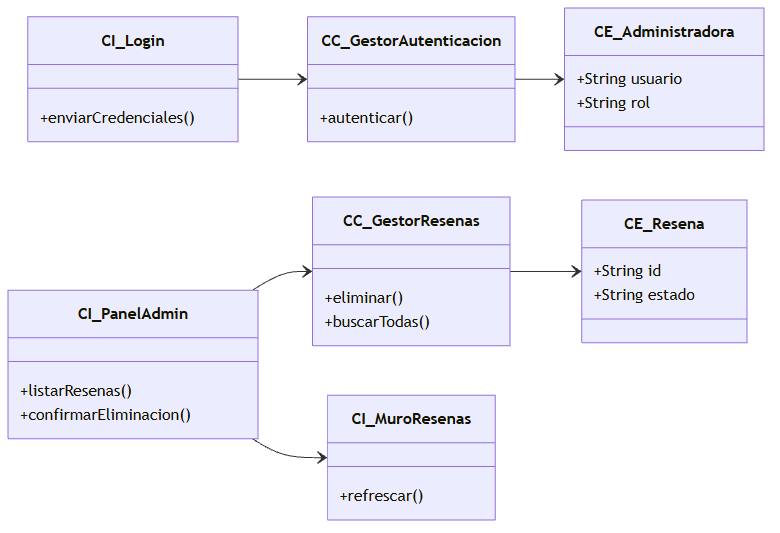 CI_Login
+enviarCredenciales()
CC_GestorAutenticacion
+autenticar()
CE_Administradora
+String usuario
+String rol
CI_PanelAdmin
+listarResenas()
+confirmarEliminacion()
CC_GestorResenas
+eliminar()
+buscarTodas()
CE_Resena
+String id
+String estado
CI_MuroResenas
+refrescar()